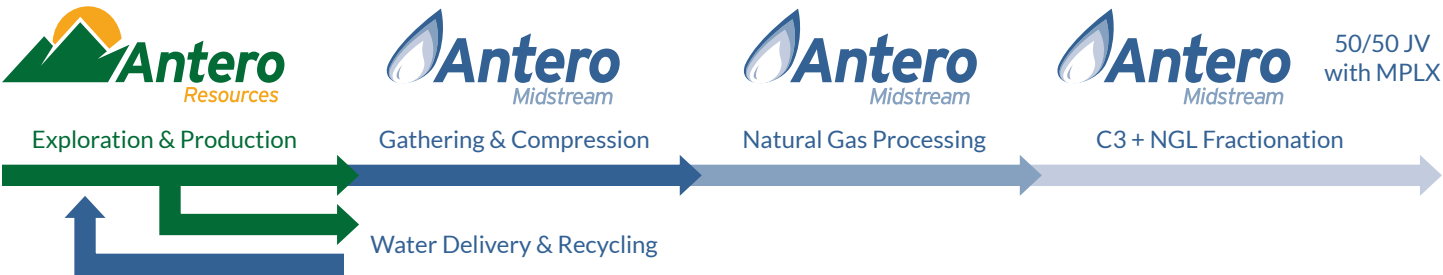 Antero
Resources
Antero
Midstream
Antero
Midstream
Antero
Midstream
50/50 JV
with MPLX
Exploration & Production
Gathering & Compression
Natural Gas Processing
C3 + NGL Fractionation
Water Delivery & Recycling